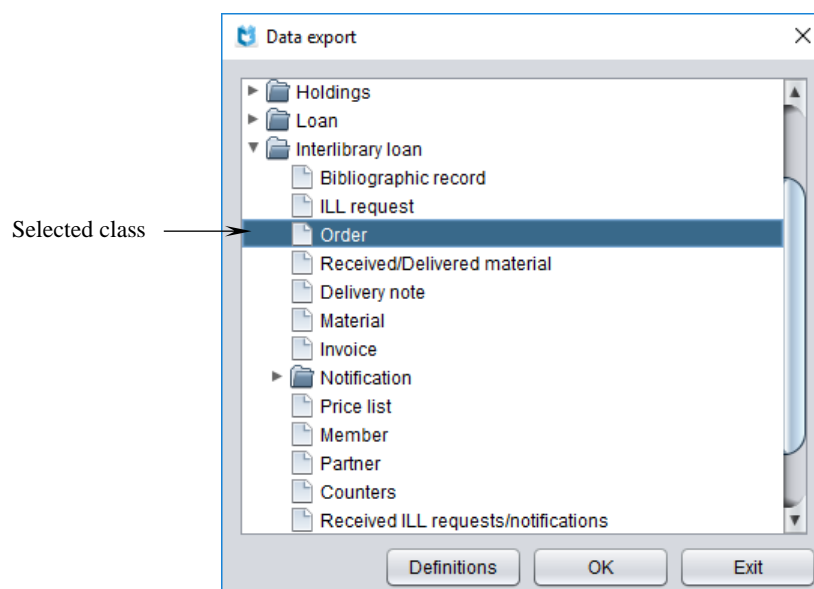 Data export
Holdings
Loan
Interlibrary loan
Bibliographic record
ILL request
Selected class
Order
Received/Delivered material
Delivery note
Material
Invoice
Notification
Price list
Member
Partner
Counters
Received ILL requests/notifications
Definitions OK Exit